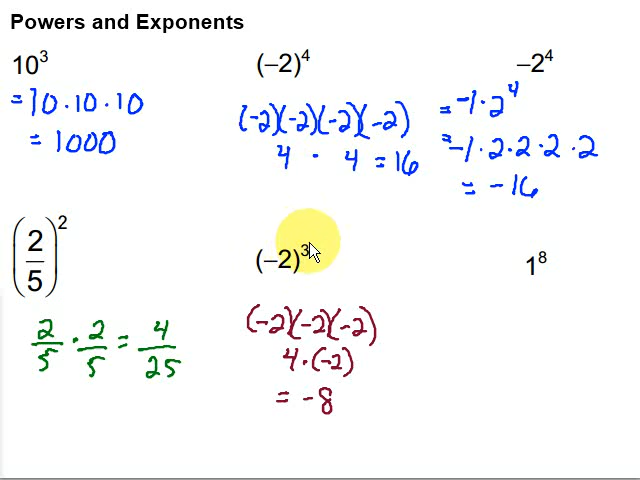 Powers and Exponents
10³ (−2)⁴ −2⁴
=10·10·10 (-2)(-2)(-2)(-2) = -1·2⁴
= 1000 4 · 4 = 16 = -1·2·2·2·2
= -16
(2/5)² (−2)³ 1⁸
2/5 · 2/5 = 4/25 (-2)(-2)(-2)
4·(-2)
= -8